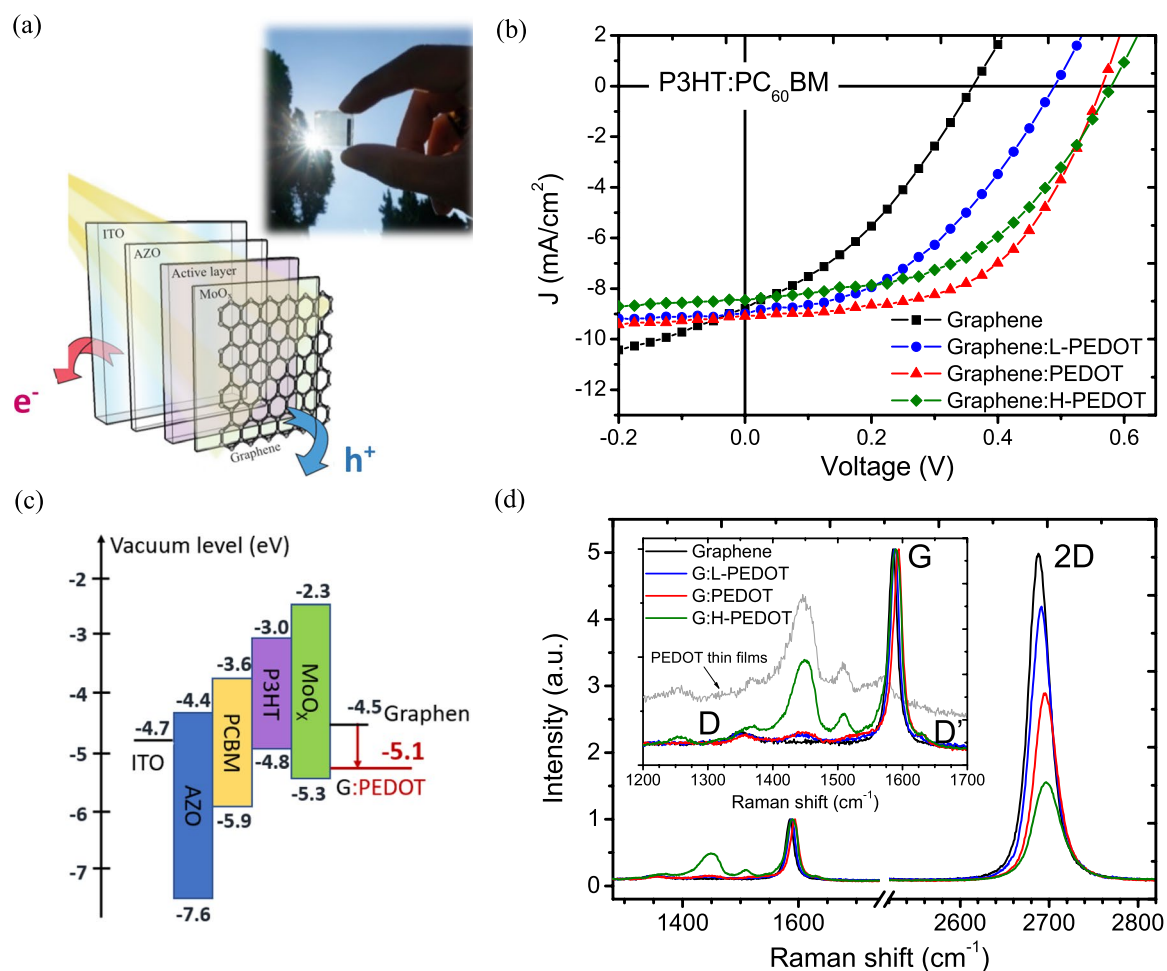 (a)
ITO
AZO
Active layer
MoOₓ
Graphene
e⁻
h⁺
(b)
P3HT:PC₆₀BM
J (mA/cm²)
2
0
-2
-4
-6
-8
-10
-12
Graphene
Graphene:L-PEDOT
Graphene:PEDOT
Graphene:H-PEDOT
-0.2 0.0 0.2 0.4 0.6
Voltage (V)
(c)
Vacuum level (eV)
-2
-3
-4
-5
-6
-7
-4.7
ITO
-4.4
AZO
-7.6
-3.6
PCBM
-5.9
-3.0
P3HT
-4.8
-2.3
MoOₓ
-5.3
-4.5
Graphen
-5.1
G:PEDOT
(d)
Intensity (a.u.)
5
4
3
2
1
0
Graphene
G:L-PEDOT
G:PEDOT
G:H-PEDOT
PEDOT thin films
D
G
D'
2D
1200 1300 1400 1500 1600 1700
Raman shift (cm⁻¹)
1400 1600 2600 2700 2800
Raman shift (cm⁻¹)